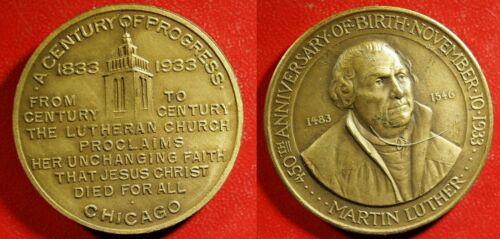 ·A CENTURY OF PROGRESS·
1833 1933
FROM TO
CENTURY CENTURY
THE LUTHERAN CHURCH
PROCLAIMS
HER UNCHANGING FAITH
THAT JESUS CHRIST
DIED FOR ALL
CHICAGO
450TH ANNIVERSARY·OF·BIRTH·NOVEMBER·10·1933
1483 1546
MARTIN LUTHER